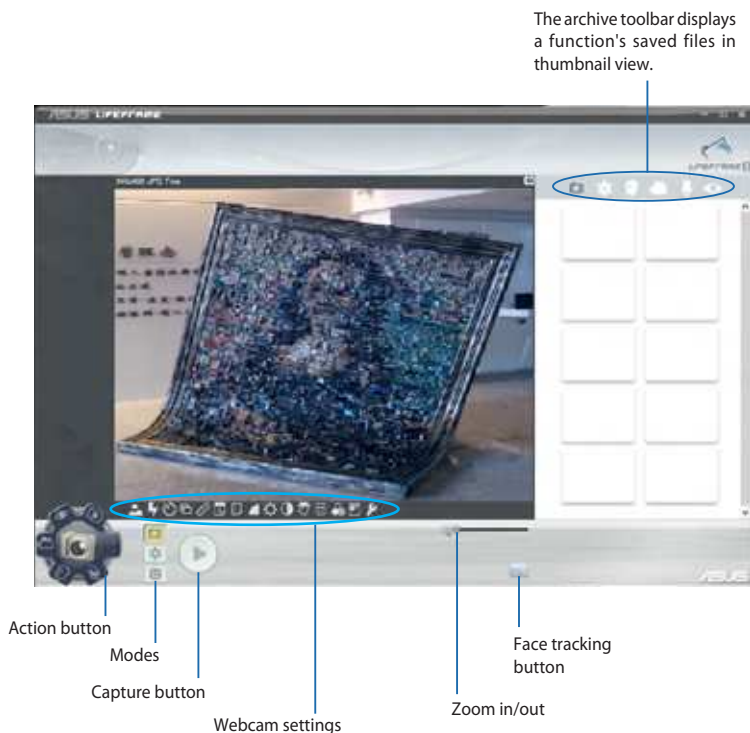 The archive toolbar displays
a function's saved files in
thumbnail view.
ASUS LIFEFRAME
Action button
Modes
Capture button
Webcam settings
Zoom in/out
Face tracking
button
ASUS